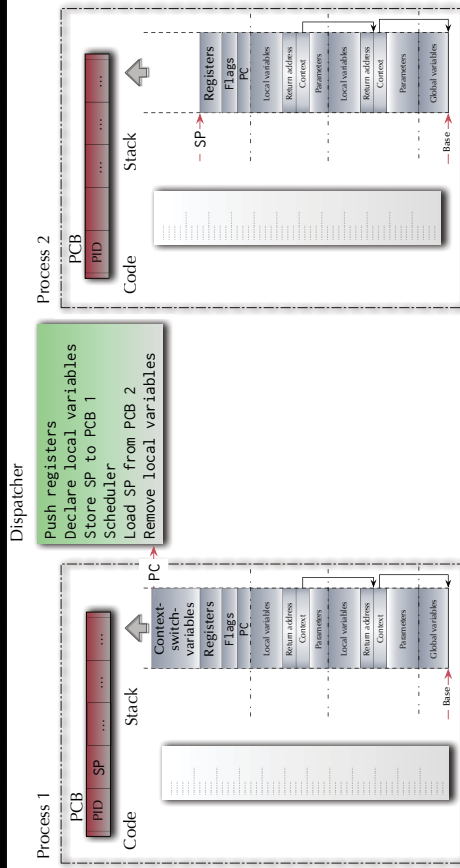 Dispatcher
Process 1
PCB
PID SP ... ...
Code
Stack
Context-
switch-
variables
Registers
Flags
PC
Local variables
Return address
Context
Parameters
Local variables
Return address
Context
Parameters
Global variables
Base
PC
Push registers
Declare local variables
Store SP to PCB 1
Scheduler
Load SP from PCB 2
Remove local variables
Process 2
PCB
PID ... ... ...
Code
Stack
SP
Registers
Flags
PC
Local variables
Return address
Context
Parameters
Local variables
Return address
Context
Parameters
Global variables
Base